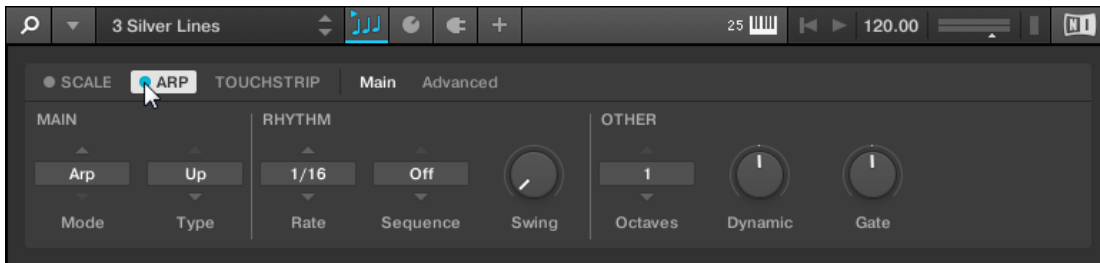 3 Silver Lines 25 120.00 NI
SCALE ARP TOUCHSTRIP Main Advanced
MAIN RHYTHM OTHER
Arp Up 1/16 Off 1
Mode Type Rate Sequence Swing Octaves Dynamic Gate